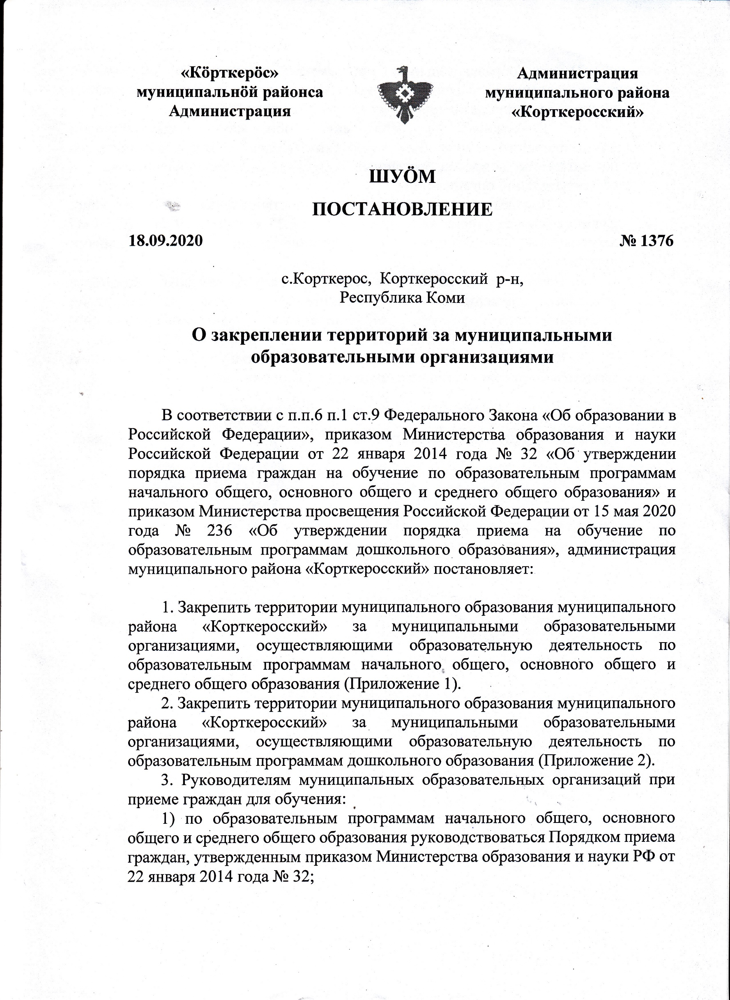 «Кöрткерöс»
муниципальнöй районса
Администрация
Администрация
муниципального района
«Корткеросский»
ШУÖМ
ПОСТАНОВЛЕНИЕ
18.09.2020 № 1376
с.Корткерос, Корткеросский р-н,
Республика Коми
О закреплении территорий за муниципальными
образовательными организациями
В соответствии с п.п.6 п.1 ст.9 Федерального Закона «Об образовании в
Российской Федерации», приказом Министерства образования и науки
Российской Федерации от 22 января 2014 года № 32 «Об утверждении
порядка приема граждан на обучение по образовательным программам
начального общего, основного общего и среднего общего образования» и
приказом Министерства просвещения Российской Федерации от 15 мая 2020
года № 236 «Об утверждении порядка приема на обучение по
образовательным программам дошкольного образования», администрация
муниципального района «Корткеросский» постановляет:
1. Закрепить территории муниципального образования муниципального
района «Корткеросский» за муниципальными образовательными
организациями, осуществляющими образовательную деятельность по
образовательным программам начального общего, основного общего и
среднего общего образования (Приложение 1).
2. Закрепить территории муниципального образования муниципального
района «Корткеросский» за муниципальными образовательными
организациями, осуществляющими образовательную деятельность по
образовательным программам дошкольного образования (Приложение 2).
3. Руководителям муниципальных образовательных организаций при
приеме граждан для обучения:
1) по образовательным программам начального общего, основного
общего и среднего общего образования руководствоваться Порядком приема
граждан, утвержденным приказом Министерства образования и науки РФ от
22 января 2014 года № 32;